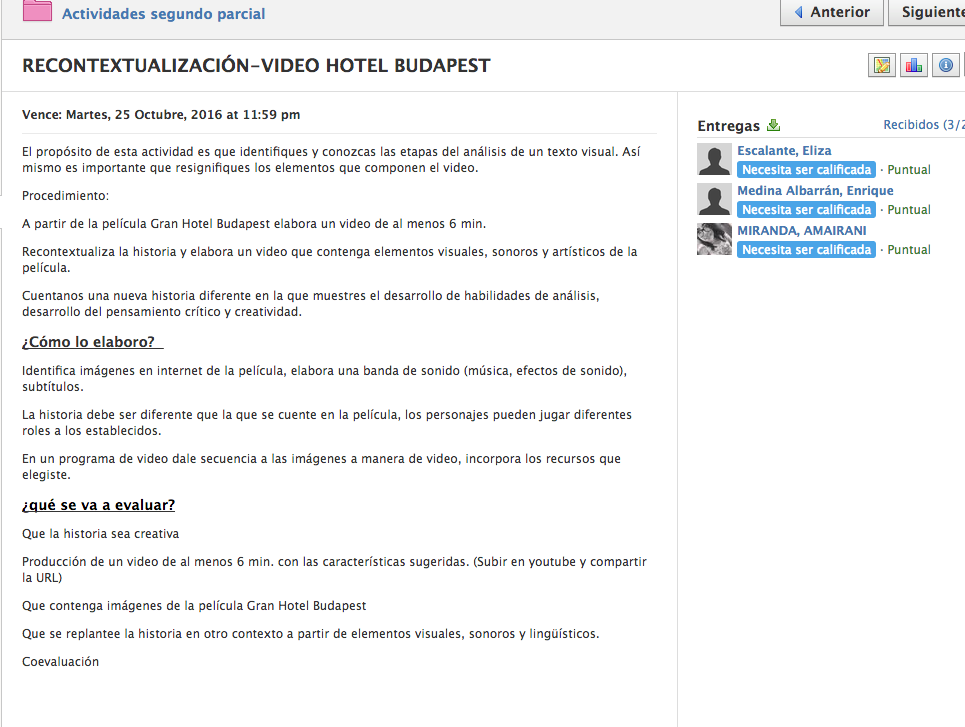 Actividades segundo parcial
Anterior
Siguiente
RECONTEXTUALIZACIÓN-VIDEO HOTEL BUDAPEST
Vence: Martes, 25 Octubre, 2016 at 11:59 pm
El propósito de esta actividad es que identifiques y conozcas las etapas del análisis de un texto visual. Así
mismo es importante que resignifiques los elementos que componen el video.
Procedimiento:
A partir de la película Gran Hotel Budapest elabora un video de al menos 6 min.
Recontextualiza la historia y elabora un video que contenga elementos visuales, sonoros y artísticos de la
película.
Cuentanos una nueva historia diferente en la que muestres el desarrollo de habilidades de análisis,
desarrollo del pensamiento crítico y creatividad.
¿Cómo lo elaboro?
Identifica imágenes en internet de la película, elabora una banda de sonido (música, efectos de sonido),
subtítulos.
La historia debe ser diferente que la que se cuente en la película, los personajes pueden jugar diferentes
roles a los establecidos.
En un programa de video dale secuencia a las imágenes a manera de video, incorpora los recursos que
elegiste.
¿qué se va a evaluar?
Que la historia sea creativa
Producción de un video de al menos 6 min. con las características sugeridas. (Subir en youtube y compartir
la URL)
Que contenga imágenes de la película Gran Hotel Budapest
Que se replantee la historia en otro contexto a partir de elementos visuales, sonoros y lingüísticos.
Coevaluación
Entregas
Recibidos (3/2
Escalante, Eliza
Necesita ser calificada · Puntual
Medina Albarrán, Enrique
Necesita ser calificada · Puntual
MIRANDA, AMAIRANI
Necesita ser calificada · Puntual